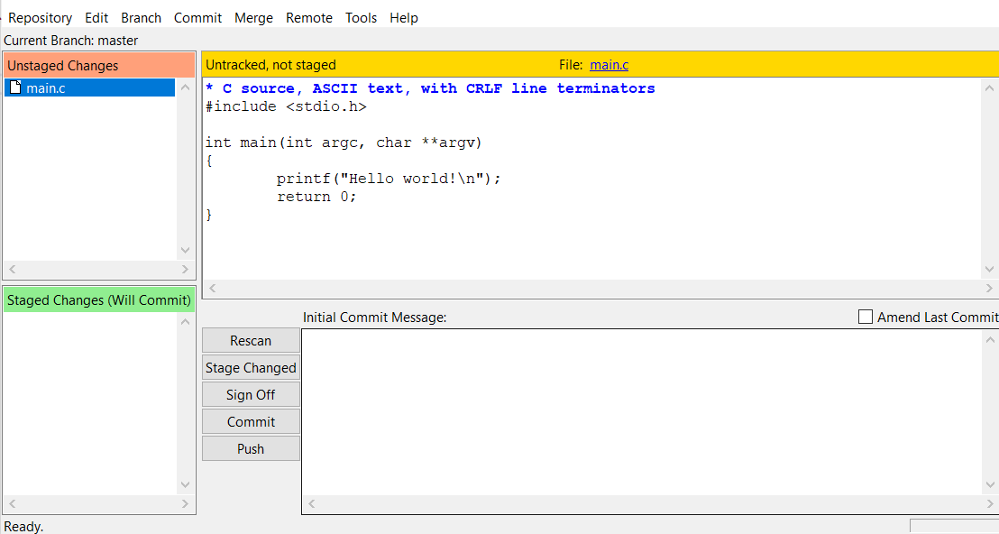 Repository Edit Branch Commit Merge Remote Tools Help
Current Branch: master
Unstaged Changes
main.c
Untracked, not staged File: main.c
* C source, ASCII text, with CRLF line terminators
#include <stdio.h>
int main(int argc, char **argv)
{
printf("Hello world!\n");
return 0;
}
Staged Changes (Will Commit)
Initial Commit Message: Amend Last Commit
Rescan
Stage Changed
Sign Off
Commit
Push
Ready.